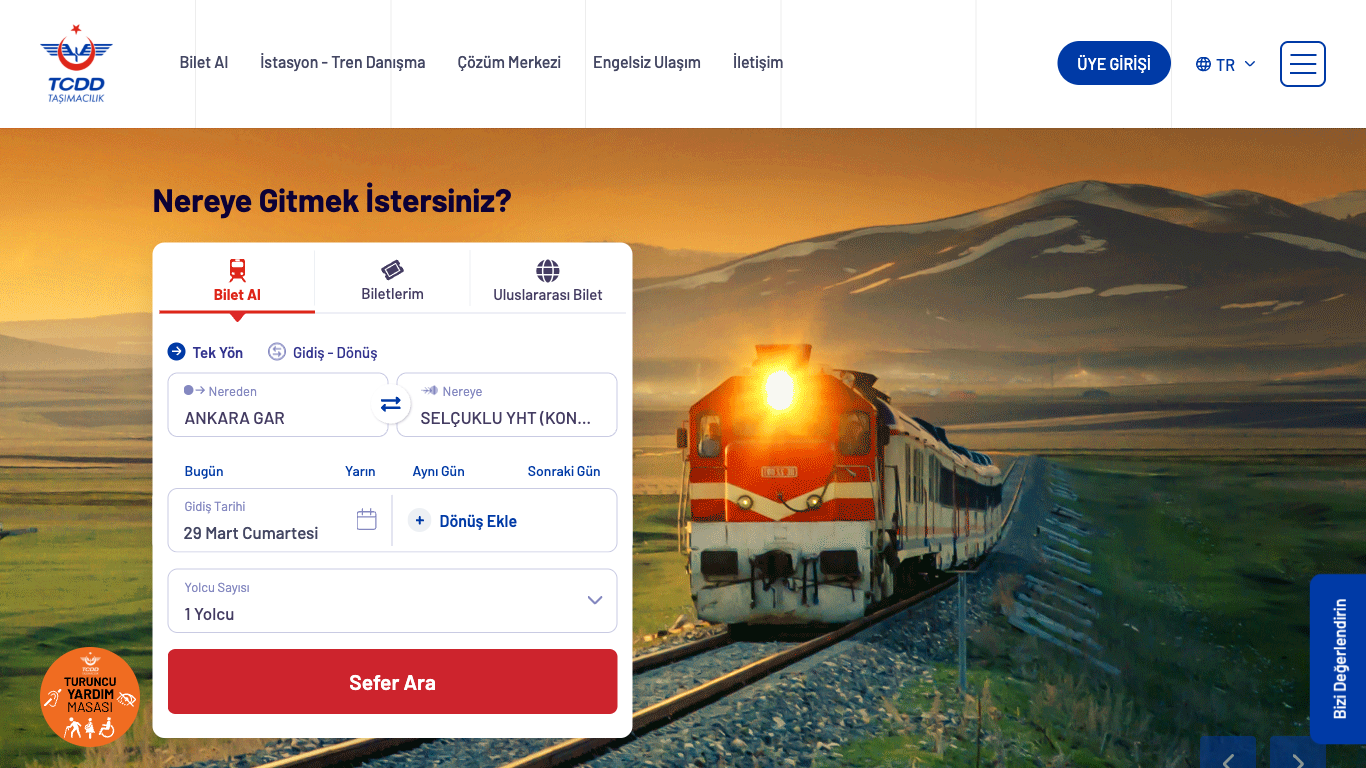 TCDD
TAŞIMACILIK
Bilet Al
İstasyon - Tren Danışma
Çözüm Merkezi
Engelsiz Ulaşım
İletişim
ÜYE GİRİŞİ
TR
Nereye Gitmek İstersiniz?
Bilet Al
Biletlerim
Uluslararası Bilet
Tek Yön
Gidiş - Dönüş
Nereden
ANKARA GAR
Nereye
SELÇUKLU YHT (KON...
Bugün
Yarın
Aynı Gün
Sonraki Gün
Gidiş Tarihi
29 Mart Cumartesi
Dönüş Ekle
Yolcu Sayısı
1 Yolcu
Sefer Ara
TCDD
TURUNCU
YARDIM
MASASI
Bizi Değerlendirin